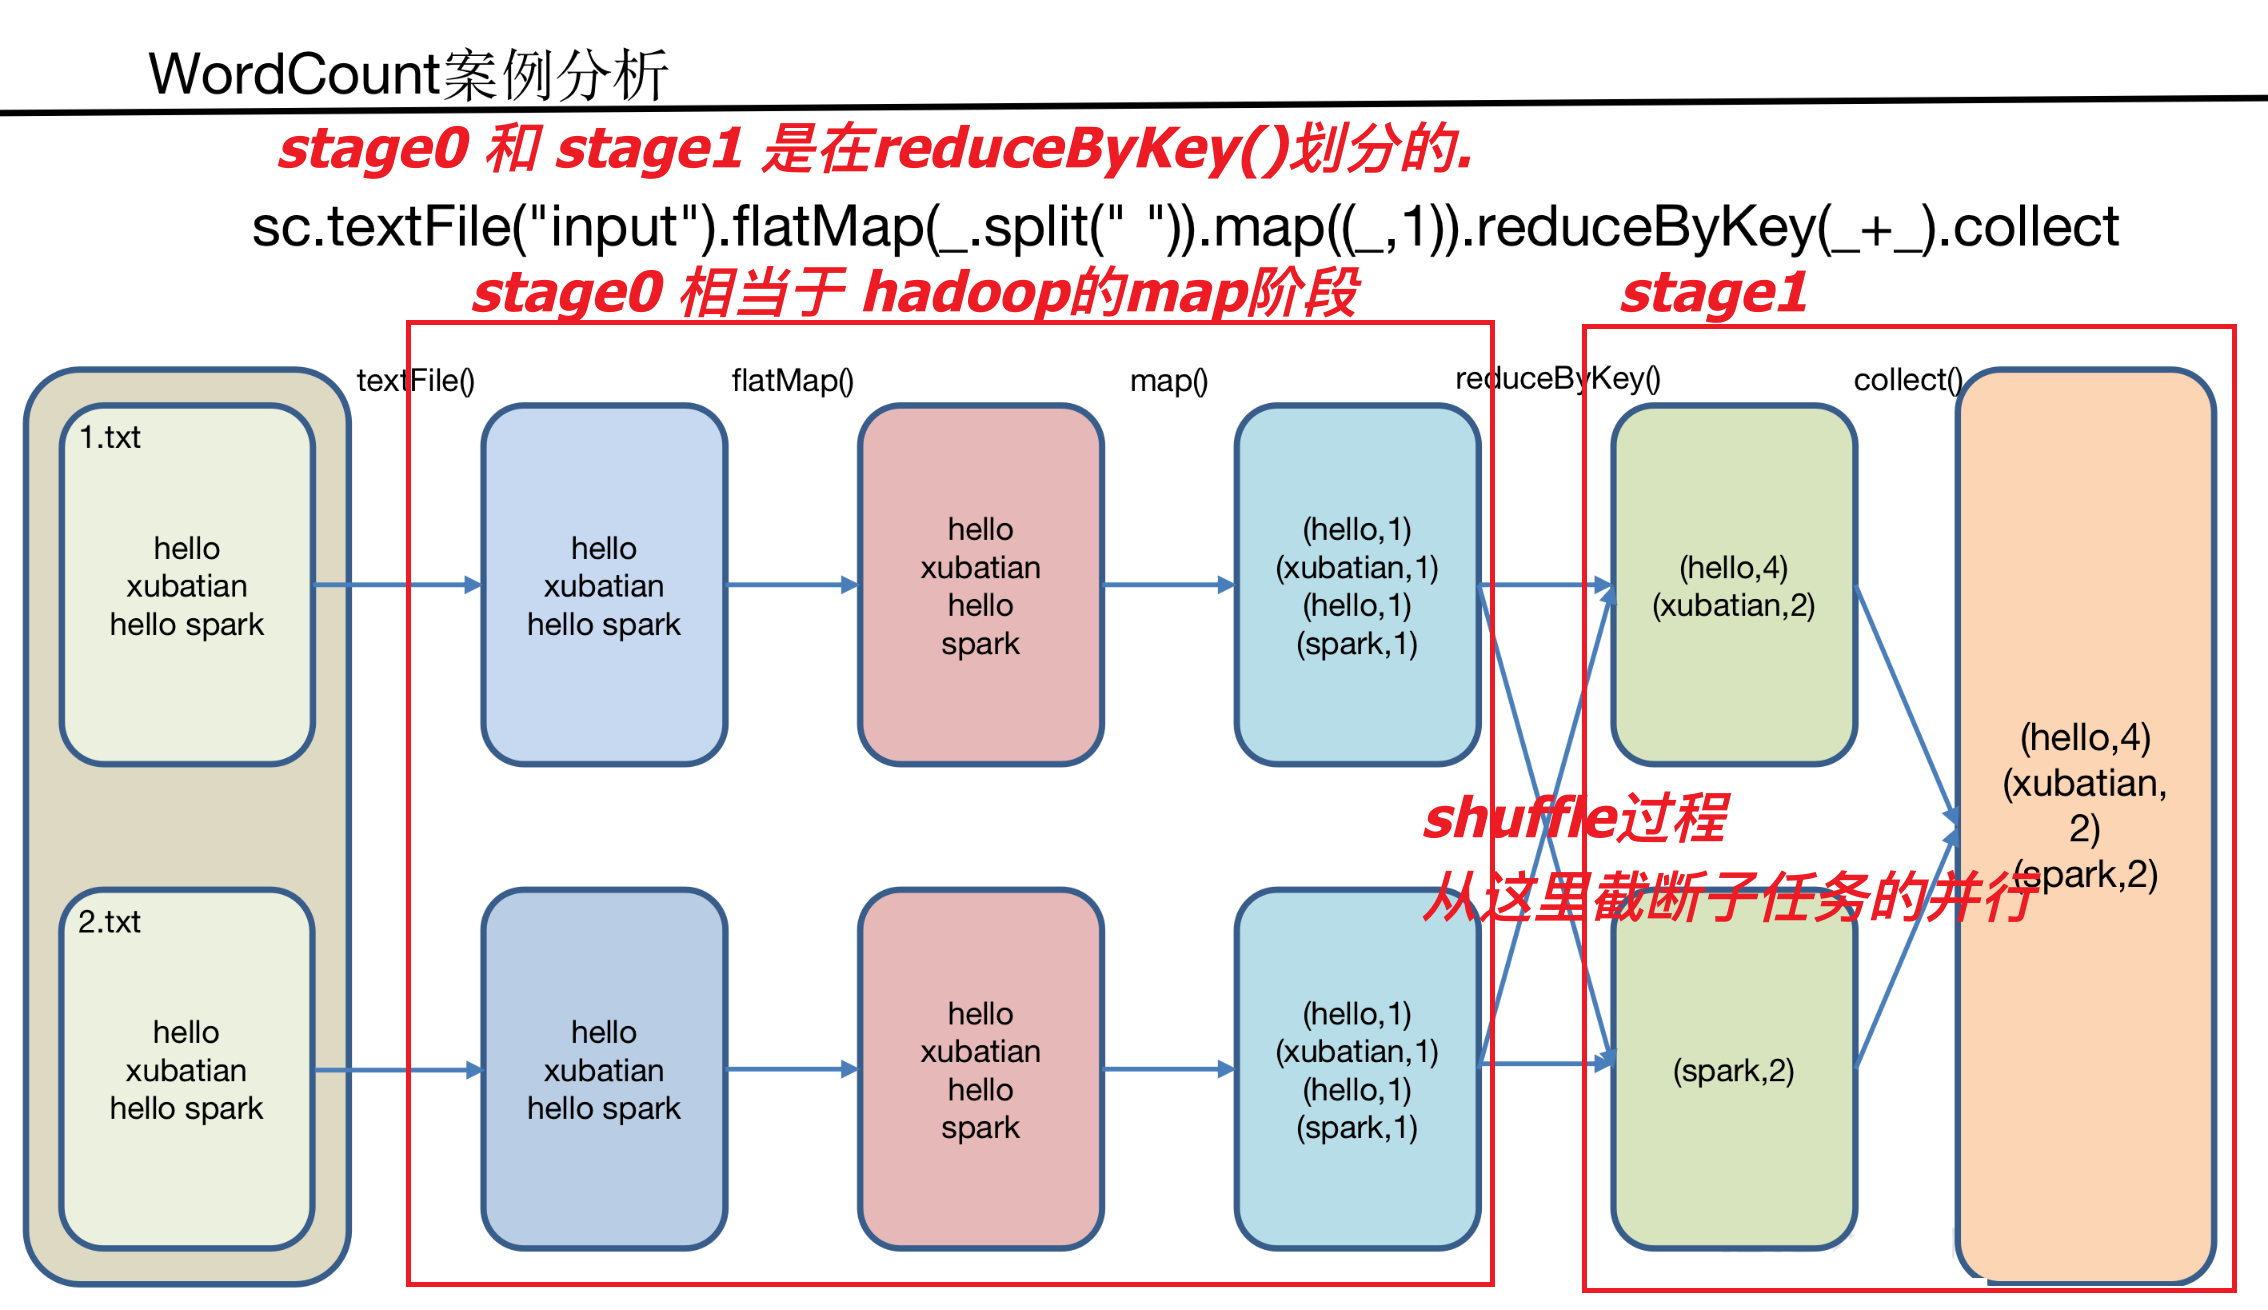 WordCount案例分析
stage0 和 stage1 是在reduceByKey()划分的.
sc.textFile("input").flatMap(_.split(" ")).map((_,1)).reduceByKey(_+_).collect
stage0 相当于 hadoop的map阶段
stage1
textFile()
flatMap()
map()
reduceByKey()
collect()
1.txt
hello
xubatian
hello spark
hello
xubatian
hello spark
hello
xubatian
hello
spark
(hello,1)
(xubatian,1)
(hello,1)
(spark,1)
(hello,4)
(xubatian,2)
(hello,4)
(xubatian,
2)
(spark,2)
shuffle过程
从这里截断子任务的并行
2.txt
hello
xubatian
hello spark
hello
xubatian
hello spark
hello
xubatian
hello
spark
(hello,1)
(xubatian,1)
(hello,1)
(spark,1)
(spark,2)